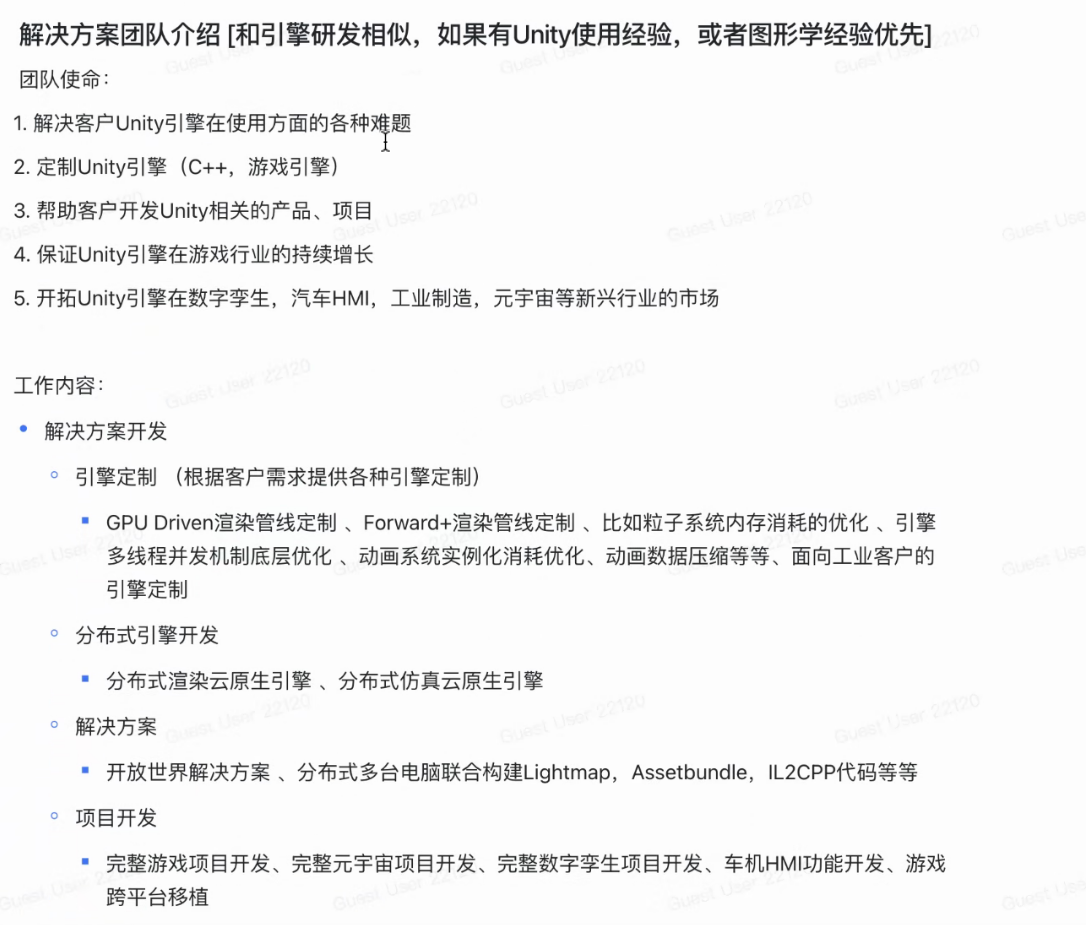 解决方案团队介绍 [和引擎研发相似，如果有Unity使用经验，或者图形学经验优先]
团队使命：
1. 解决客户Unity引擎在使用方面的各种难题
2. 定制Unity引擎（C++，游戏引擎）
3. 帮助客户开发Unity相关的产品、项目
4. 保证Unity引擎在游戏行业的持续增长
5. 开拓Unity引擎在数字孪生，汽车HMI，工业制造，元宇宙等新兴行业的市场
工作内容：
解决方案开发
引擎定制 （根据客户需求提供各种引擎定制）
GPU Driven渲染管线定制 、Forward+渲染管线定制 、比如粒子系统内存消耗的优化 、引擎
多线程并发机制底层优化 、动画系统实例化消耗优化、动画数据压缩等等、面向工业客户的
引擎定制
分布式引擎开发
分布式渲染云原生引擎 、分布式仿真云原生引擎
解决方案
开放世界解决方案 、分布式多台电脑联合构建Lightmap，Assetbundle，IL2CPP代码等等
项目开发
完整游戏项目开发、完整元宇宙项目开发、完整数字孪生项目开发、车机HMI功能开发、游戏
跨平台移植
Guest User 22120